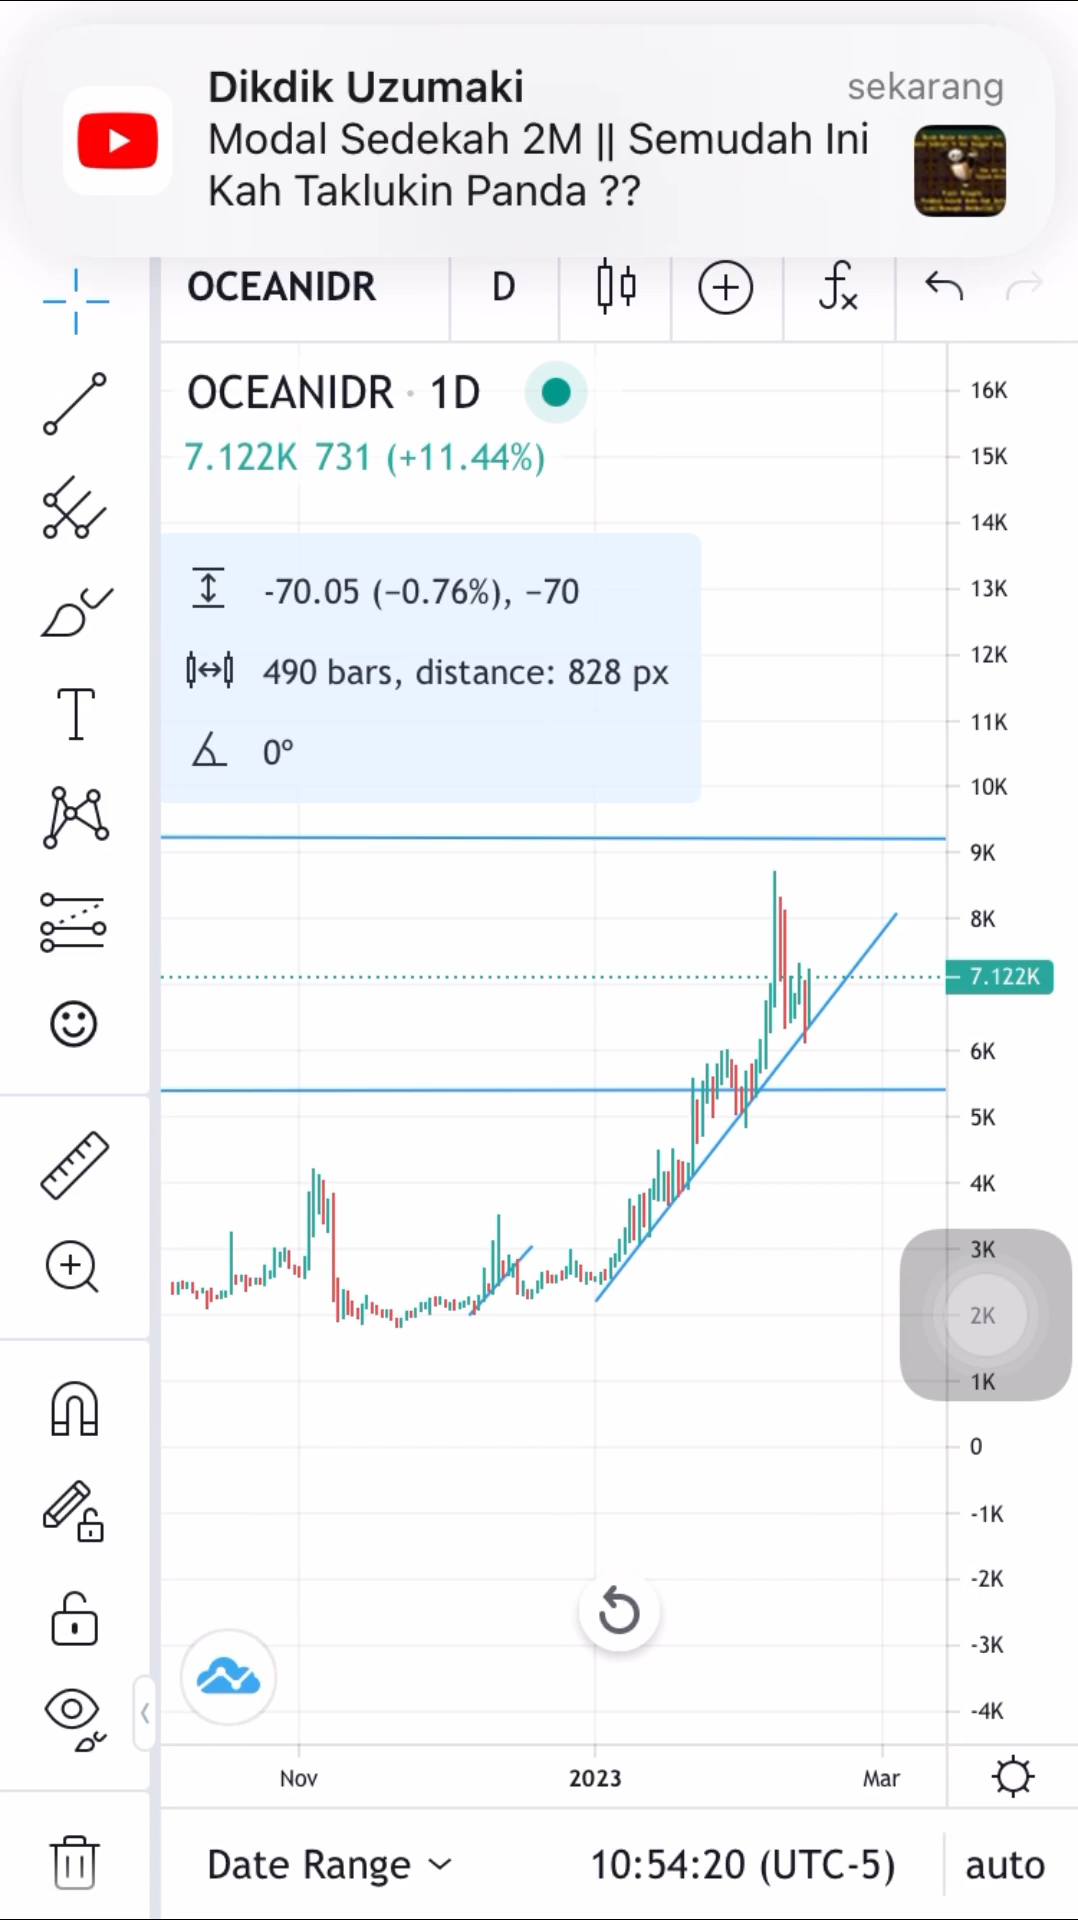 Dikdik Uzumaki
sekarang
Modal Sedekah 2M || Semudah Ini
Kah Taklukin Panda ??
OCEANIDR
D
OCEANIDR · 1D
7.122K 731 (+11.44%)
-70.05 (−0.76%), −70
490 bars, distance: 828 px
0º
16K
15K
14K
13K
12K
11K
10K
9K
8K
7.122K
6K
5K
4K
3K
2K
1K
0
-1K
-2K
-3K
-4K
Nov
2023
Mar
Date Range
10:54:20 (UTC-5)
auto